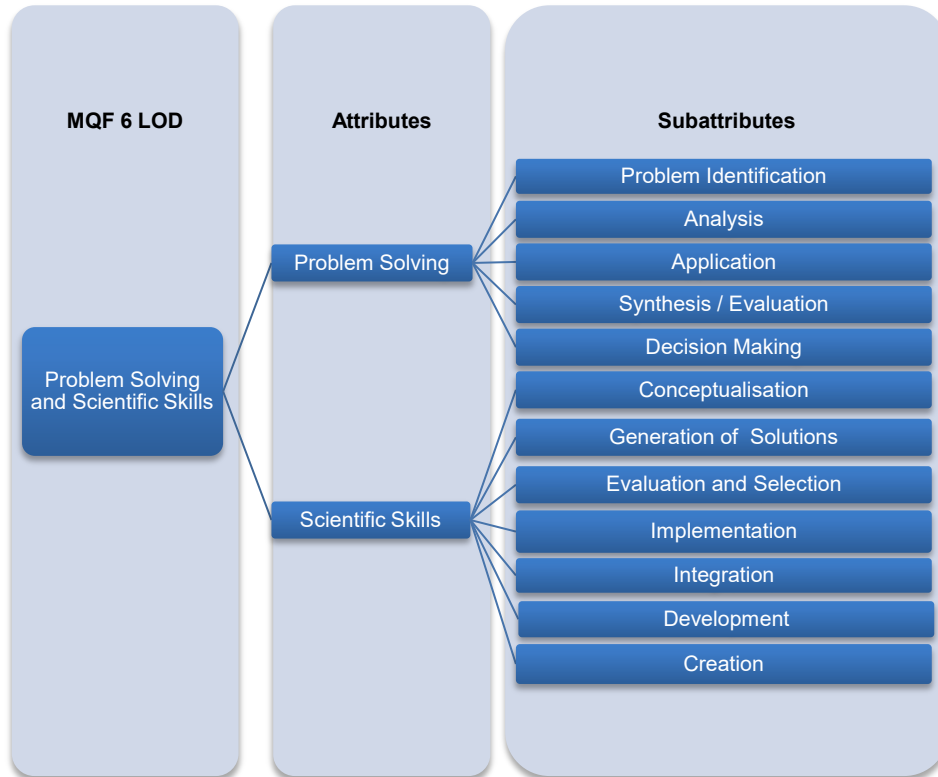 MQF 6 LOD
Attributes
Subattributes
Problem Solving
and Scientific Skills
Problem Solving
Scientific Skills
Problem Identification
Analysis
Application
Synthesis / Evaluation
Decision Making
Conceptualisation
Generation of  Solutions
Evaluation and Selection
Implementation
Integration
Development
Creation